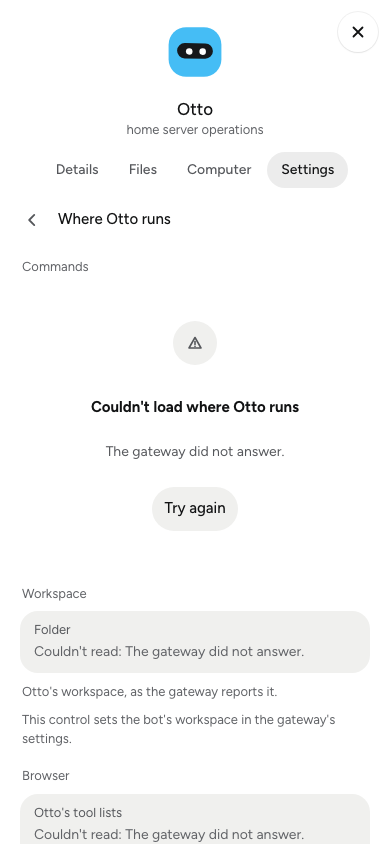 Otto
home server operations
Details Files Computer Settings
Where Otto runs
Commands
Couldn't load where Otto runs
The gateway did not answer.
Try again
Workspace
Folder
Couldn't read: The gateway did not answer.
Otto's workspace, as the gateway reports it.
This control sets the bot's workspace in the gateway's
settings.
Browser
Otto's tool lists
Couldn't read: The gateway did not answer.